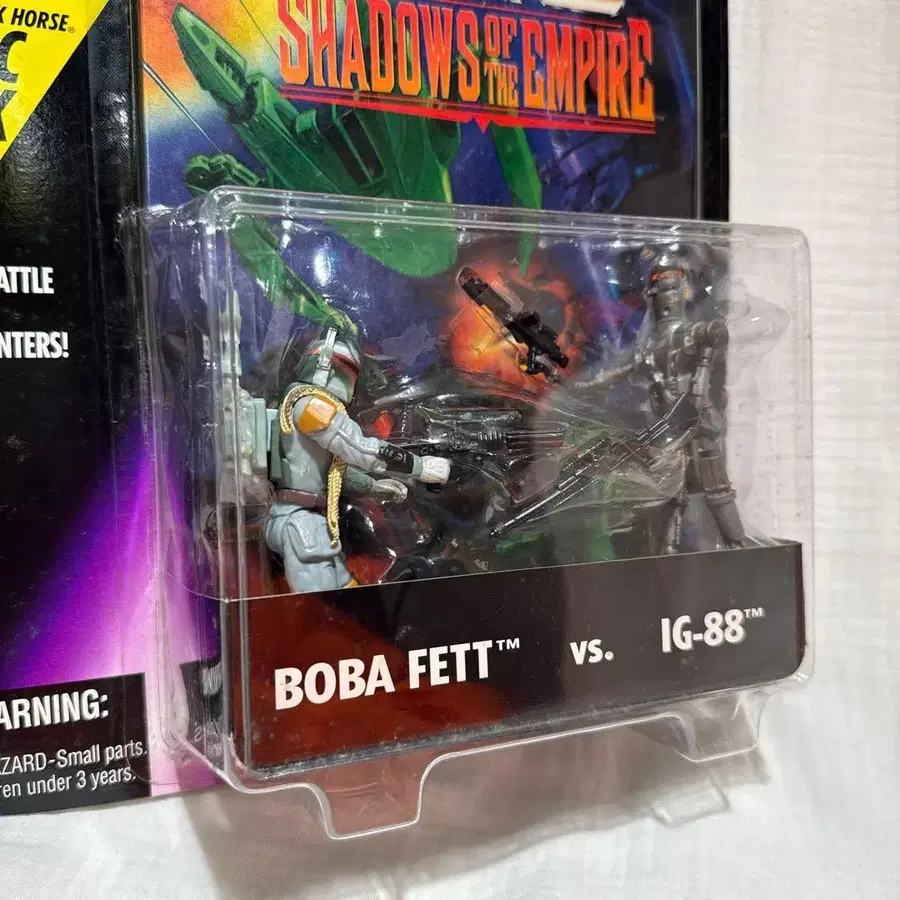 K HORSE®
C
K
SHADOWS
OF
THE
EMPIRE
ATTLE
NTERS!
BOBA FETT™ vs. IG-88™
ARNING:
ZARD-Small parts.
ren under 3 years.